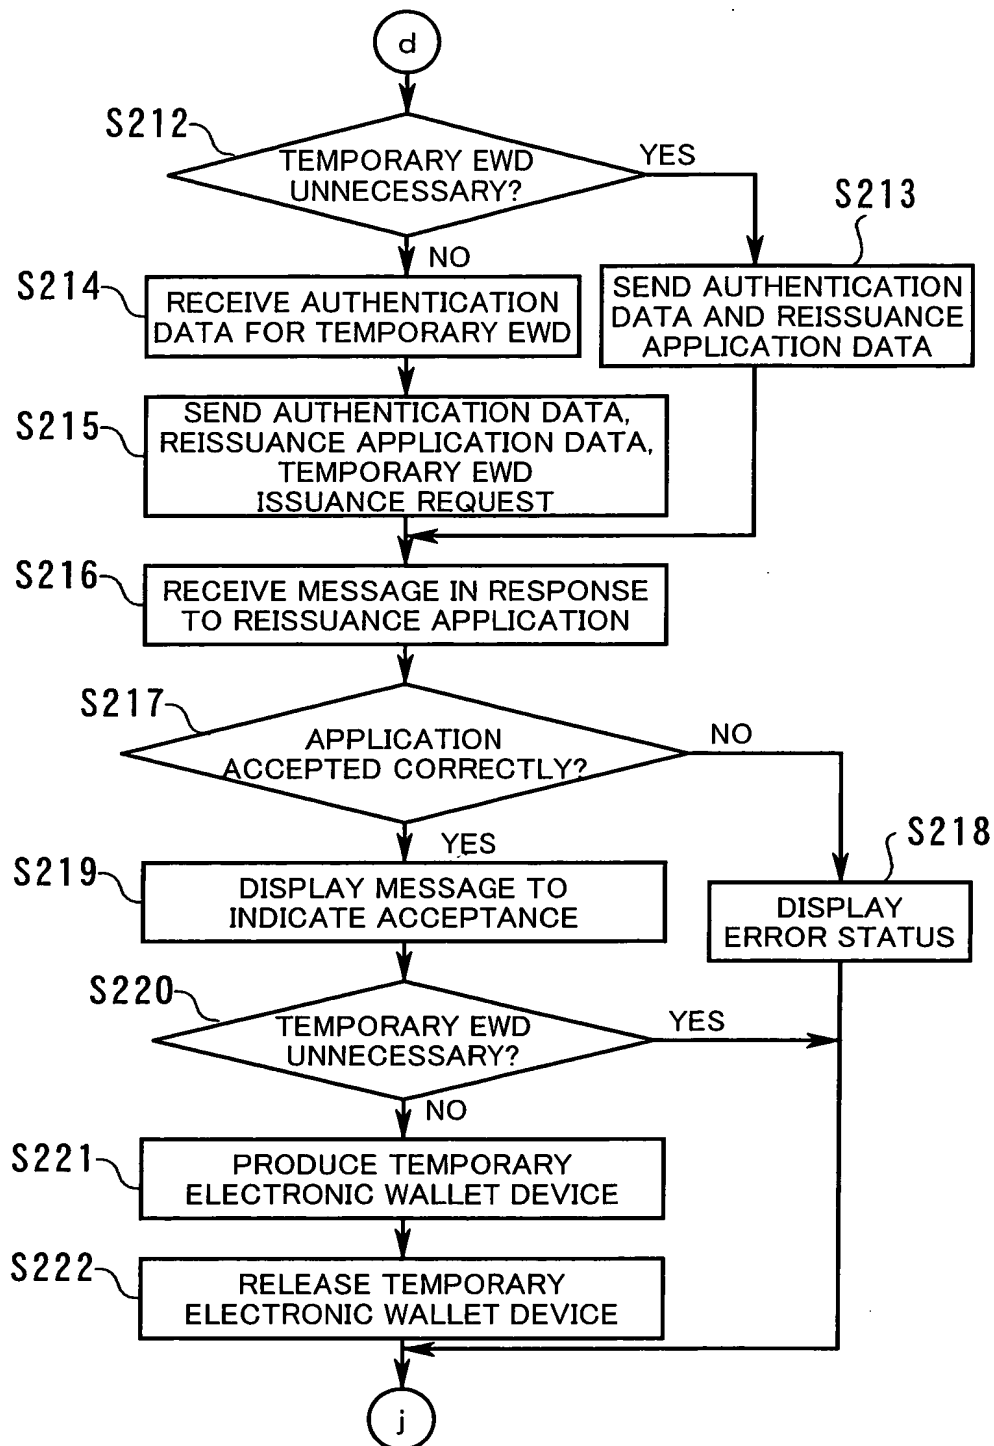 d
S212
TEMPORARY EWD
UNNECESSARY?
YES
S213
NO
SEND AUTHENTICATION
DATA AND REISSUANCE
APPLICATION DATA
S214
RECEIVE AUTHENTICATION
DATA FOR TEMPORARY EWD
S215
SEND AUTHENTICATION DATA,
REISSUANCE APPLICATION DATA,
TEMPORARY EWD
ISSUANCE REQUEST
S216
RECEIVE MESSAGE IN RESPONSE
TO REISSUANCE APPLICATION
S217
APPLICATION
ACCEPTED CORRECTLY?
NO
YES
S218
DISPLAY
ERROR STATUS
S219
DISPLAY MESSAGE TO
INDICATE ACCEPTANCE
S220
TEMPORARY EWD
UNNECESSARY?
YES
NO
S221
PRODUCE TEMPORARY
ELECTRONIC WALLET DEVICE
S222
RELEASE TEMPORARY
ELECTRONIC WALLET DEVICE
j